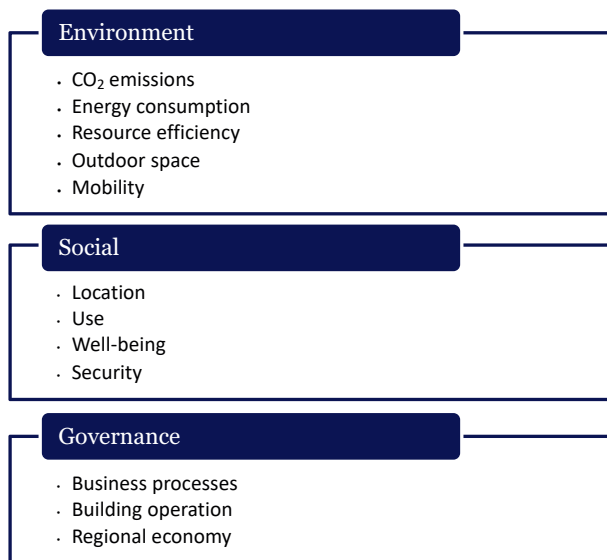 Environment
· CO₂ emissions
· Energy consumption
· Resource efficiency
· Outdoor space
· Mobility
Social
· Location
· Use
· Well-being
· Security
Governance
· Business processes
· Building operation
· Regional economy